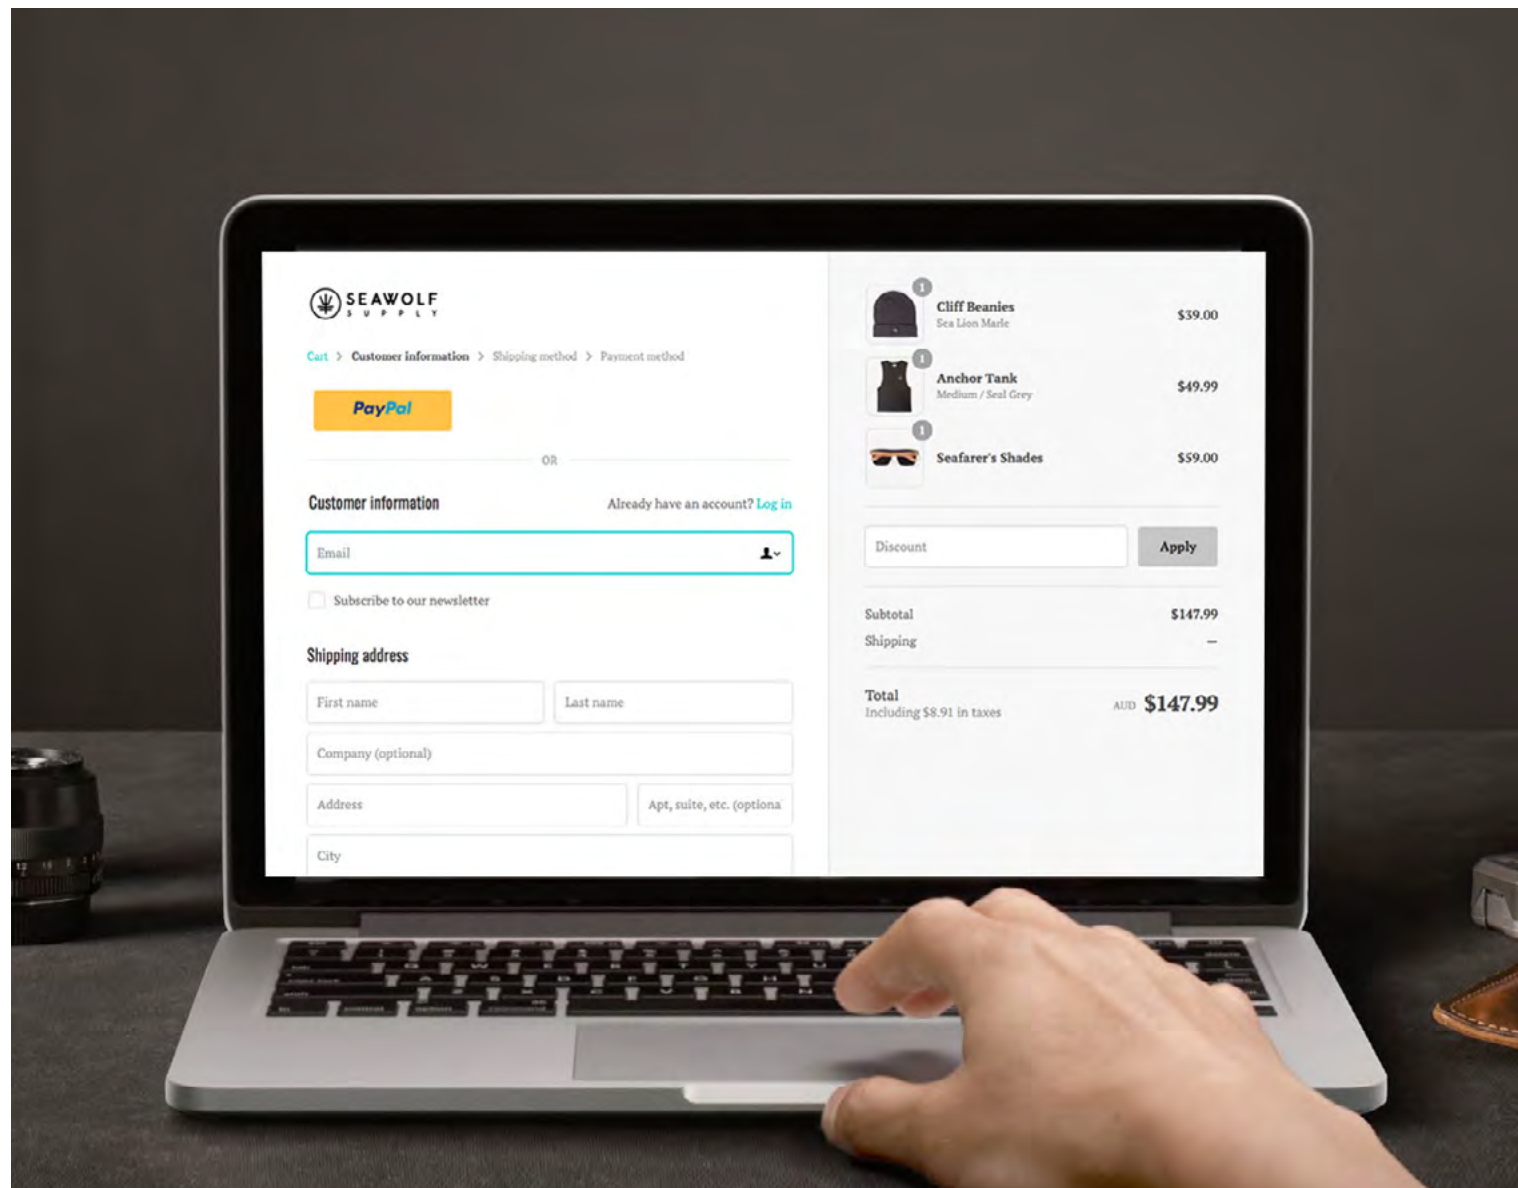 SEAWOLF
SUPPLY
Cart > Customer information > Shipping method > Payment method
PayPal
OR
Customer information
Already have an account? Log in
Email
Subscribe to our newsletter
Shipping address
First name
Last name
Company (optional)
Address
Apt, suite, etc. (optiona
City
1
Cliff Beanies
Sea Lion Marle
$39.00
1
Anchor Tank
Medium / Seal Grey
$49.99
1
Seafarer's Shades
$59.00
Discount
Apply
Subtotal
$147.99
Shipping
—
Total
Including $8.91 in taxes
AUD $147.99